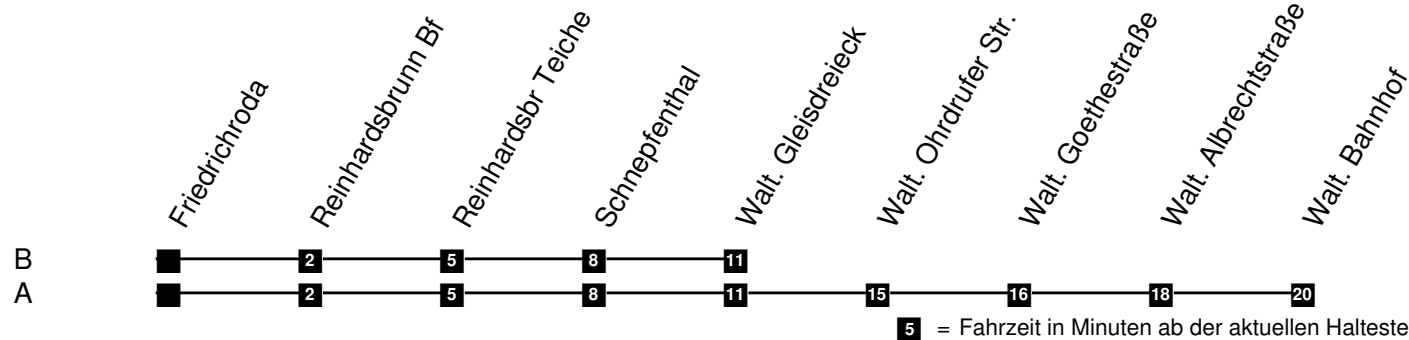 Friedrichroda
Reinhardsbrunn Bf
Reinhardsbr Teiche
Schnepfenthal
Walt. Gleisdreieck
Walt. Ohrdrufer Str.
Walt. Goethestraße
Walt. Albrechtstraße
Walt. Bahnhof
B 2 5 8 11
A 2 5 8 11 15 16 18 20
5 = Fahrzeit in Minuten ab der aktuellen Halteste